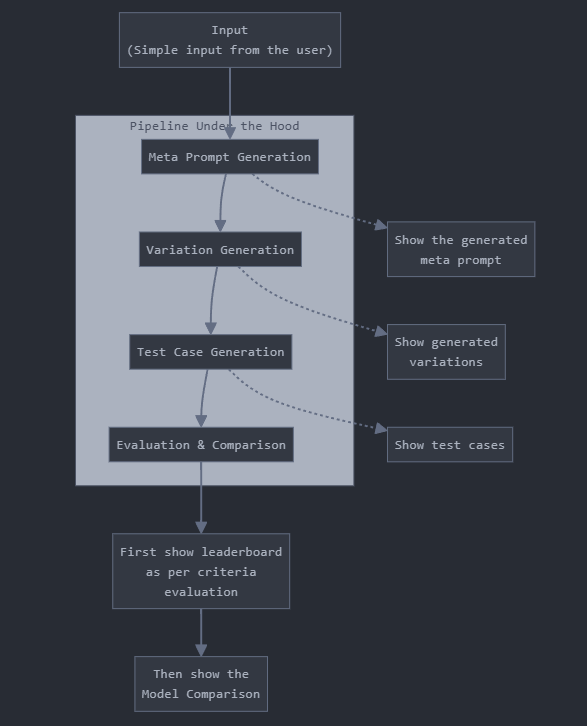 Input
(Simple input from the user)
Pipeline Under the Hood
Meta Prompt Generation
Variation Generation
Show the generated
meta prompt
Show generated
variations
Test Case Generation
Evaluation & Comparison
Show test cases
First show leaderboard
as per criteria
evaluation
Then show the
Model Comparison